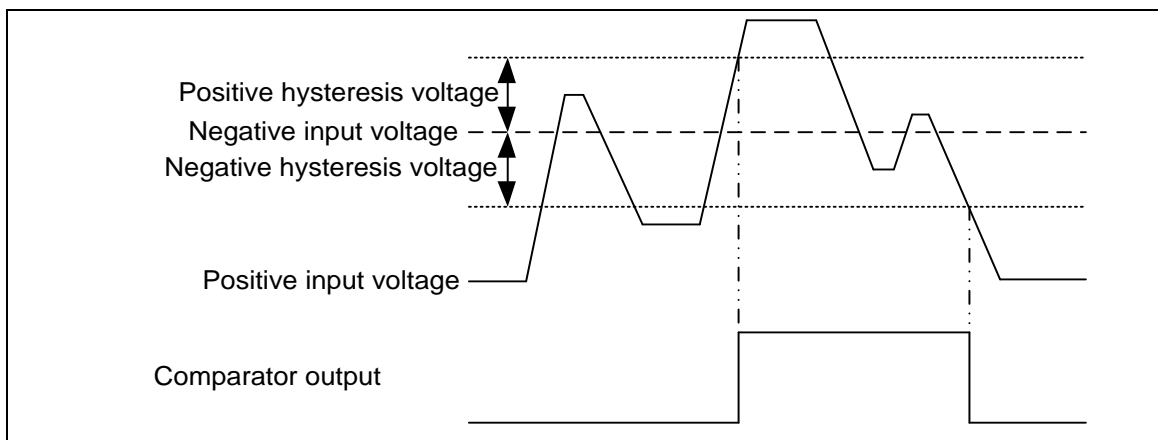 Positive hysteresis voltage
Negative input voltage
Negative hysteresis voltage
Positive input voltage
Comparator output